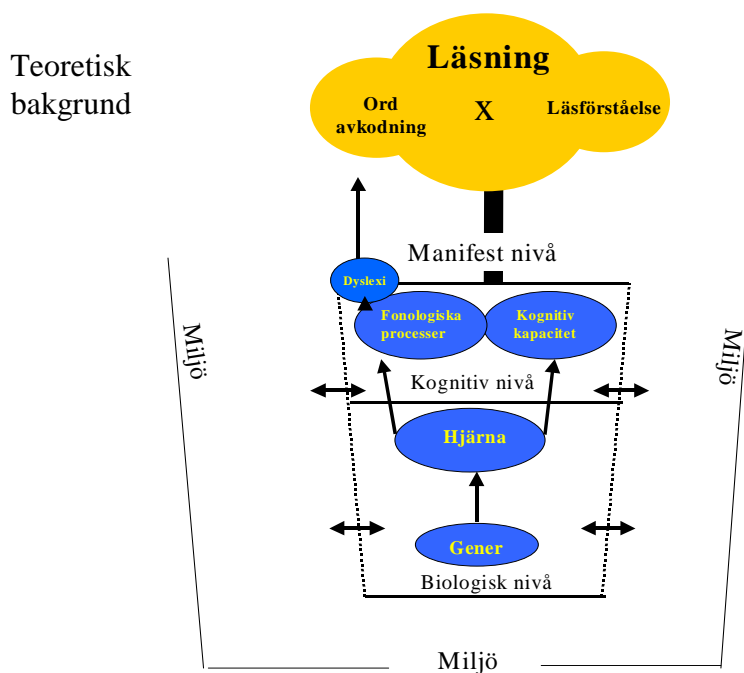 Teoretisk
bakgrund
Läsning
Ord
avkodning
X
Läsförståelse
Manifest nivå
Dyslexi
Fonologiska
processer
Kognitiv
kapacitet
Miljö
Miljö
Kognitiv nivå
Hjärna
Gener
Biologisk nivå
Miljö